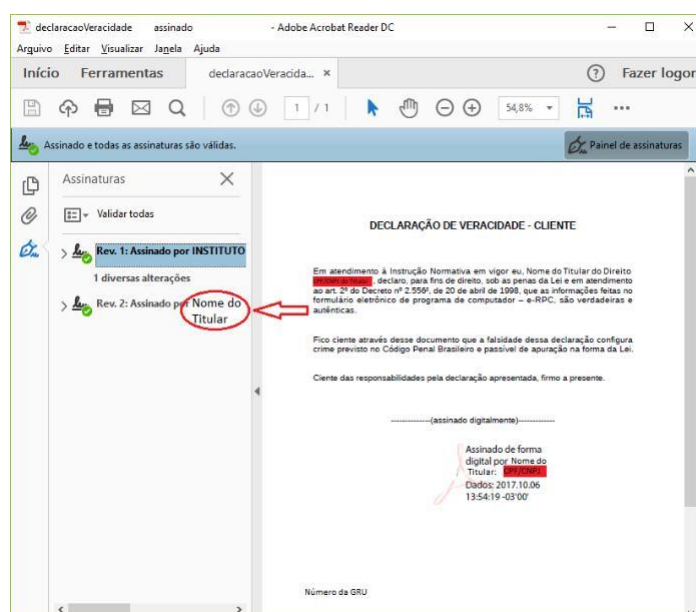 declaracaoVeracidade assinado - Adobe Acrobat Reader DC
Arquivo Editar Visualizar Janela Ajuda
Início Ferramentas declaracaoVeracida... × Fazer logon
1 / 1 54,8%
Assinado e todas as assinaturas são válidas. Painel de assinaturas
Assinaturas
Validar todas
Rev. 1: Assinado por INSTITUTO
1 diversas alterações
Rev. 2: Assinado por Nome do
Titular
DECLARAÇÃO DE VERACIDADE - CLIENTE
Em atendimento à Instrução Normativa em vigor eu, Nome do Titular do Direito
, declaro, para fins de direito, sob as penas da Lei e em atendimento
ao art. 2º do Decreto nº 2.556², de 20 de abril de 1998, que as informações feitas no
formulário eletrônico de programa de computador – e-RPC, são verdadeiras e
autênticas.
Fico ciente através desse documento que a falsidade dessa declaração configura
crime previsto no Código Penal Brasileiro e passível de apuração na forma da Lei.
Ciente das responsabilidades pela declaração apresentada, firmo a presente.
-------------(assinado digitalmente)------------
Assinado de forma
digital por Nome do
Titular: CPF/CNPJ
Dados: 2017.10.06
13:54:19 -03'00'
Número da GRU